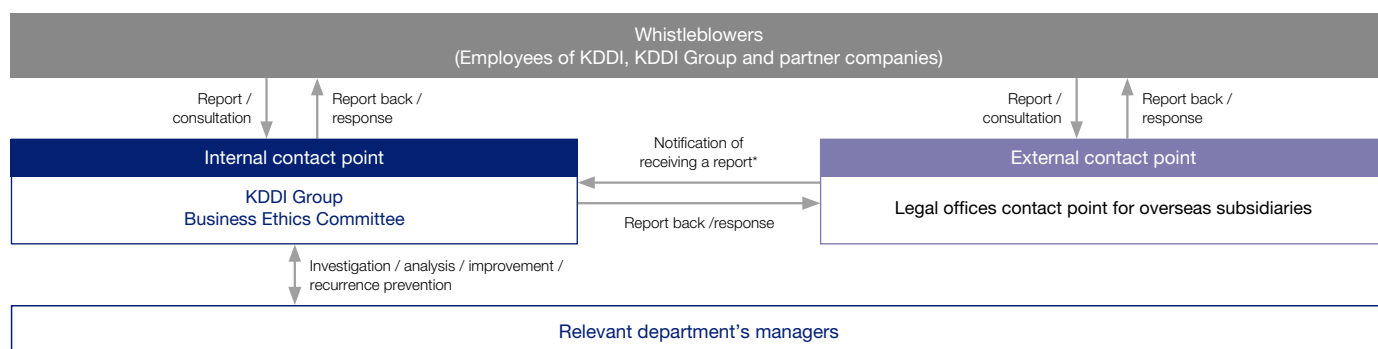 Whistleblowers
(Employees of KDDI, KDDI Group and partner companies)
Report /
consultation
Report back /
response
Report /
consultation
Report back /
response
Internal contact point
KDDI Group
Business Ethics Committee
Notification of
receiving a report*
Report back /response
External contact point
Legal offices contact point for overseas subsidiaries
Investigation / analysis / improvement /
recurrence prevention
Relevant department's managers